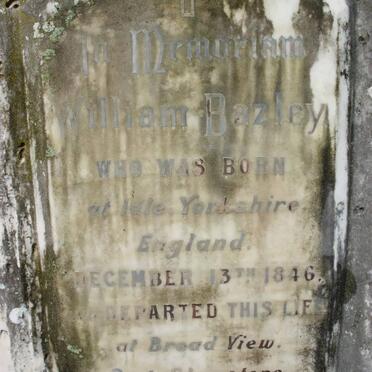 In Memoriam
William Bazley
WHO WAS BORN
at Idle Yorkshire
England.
DECEMBER 13TH 1846.
DEPARTED THIS LIFE
at Broad View.